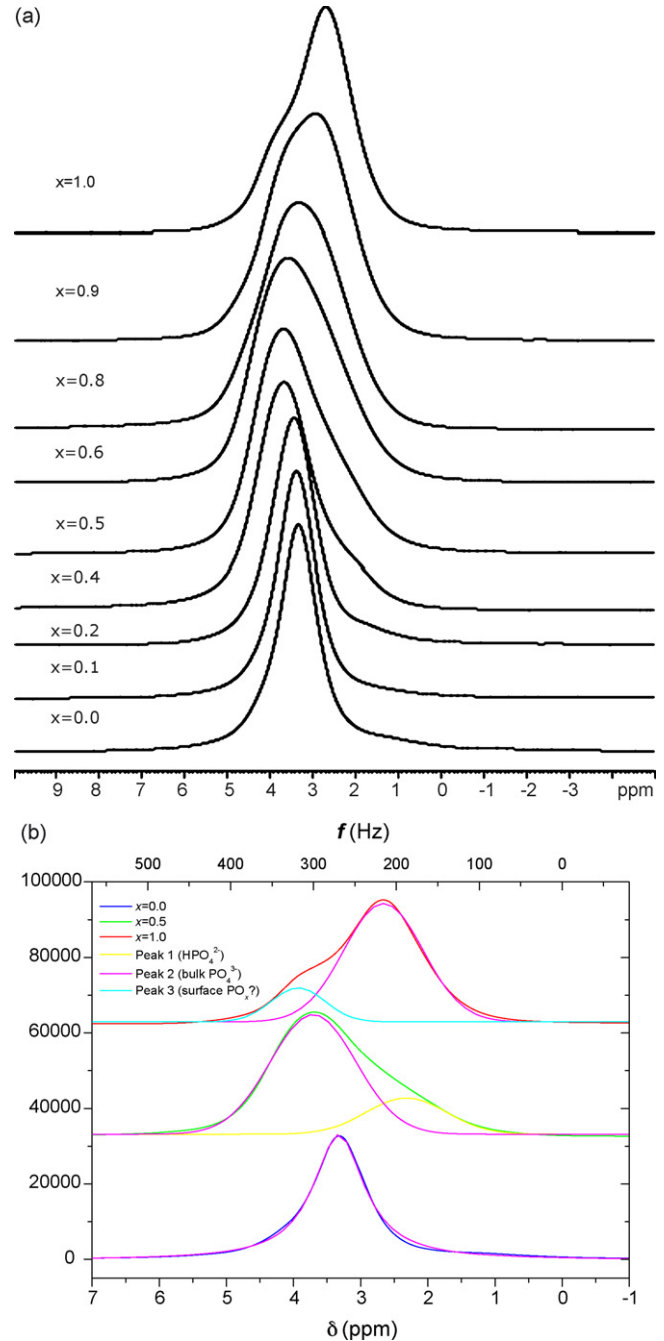 (a)
x=1.0
x=0.9
x=0.8
x=0.6
x=0.5
x=0.4
x=0.2
x=0.1
x=0.0
9 8 7 6 5 4 3 2 1 0 -1 -2 -3 ppm
(b)
f (Hz)
500 400 300 200 100 0
100000
80000
60000
40000
20000
0
x=0.0
x=0.5
x=1.0
Peak 1 (HPO₄²⁻)
Peak 2 (bulk PO₄³⁻)
Peak 3 (surface POₓ?)
7 6 5 4 3 2 1 0 -1
δ (ppm)